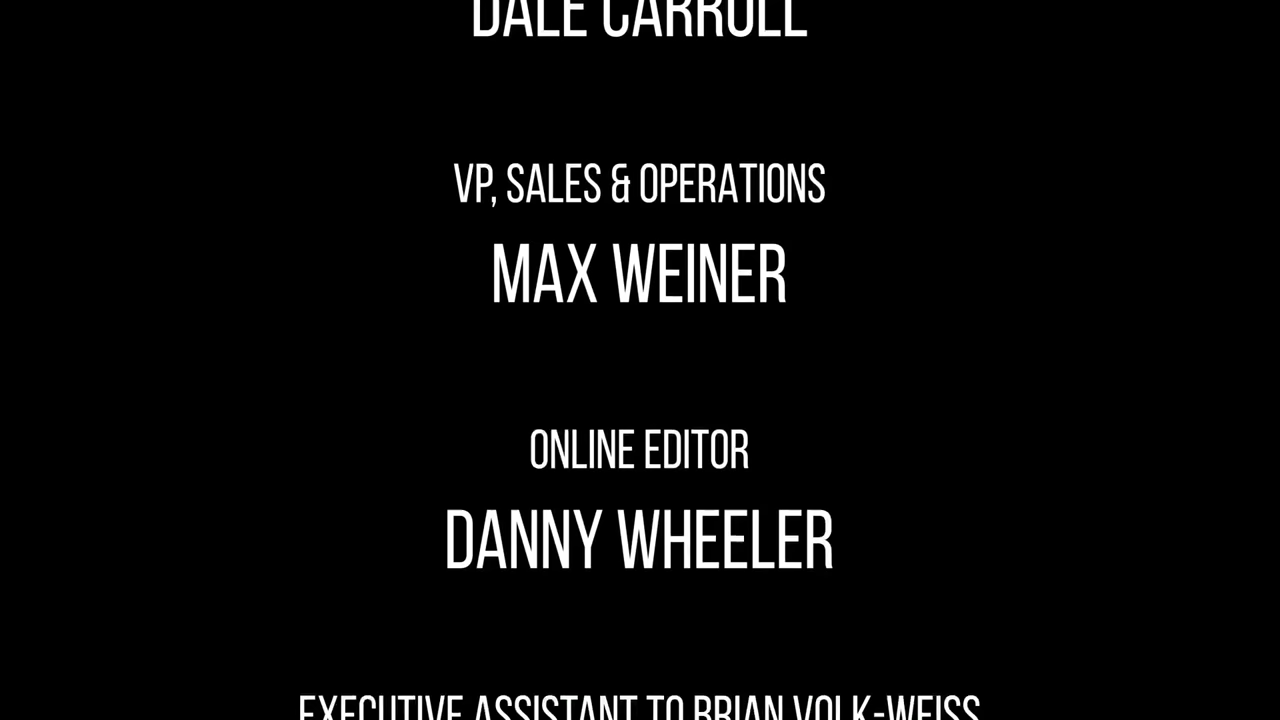 DALE CARROLL
VP, SALES & OPERATIONS
MAX WEINER
ONLINE EDITOR
DANNY WHEELER
EXECUTIVE ASSISTANT TO BRIAN VOLK-WEISS